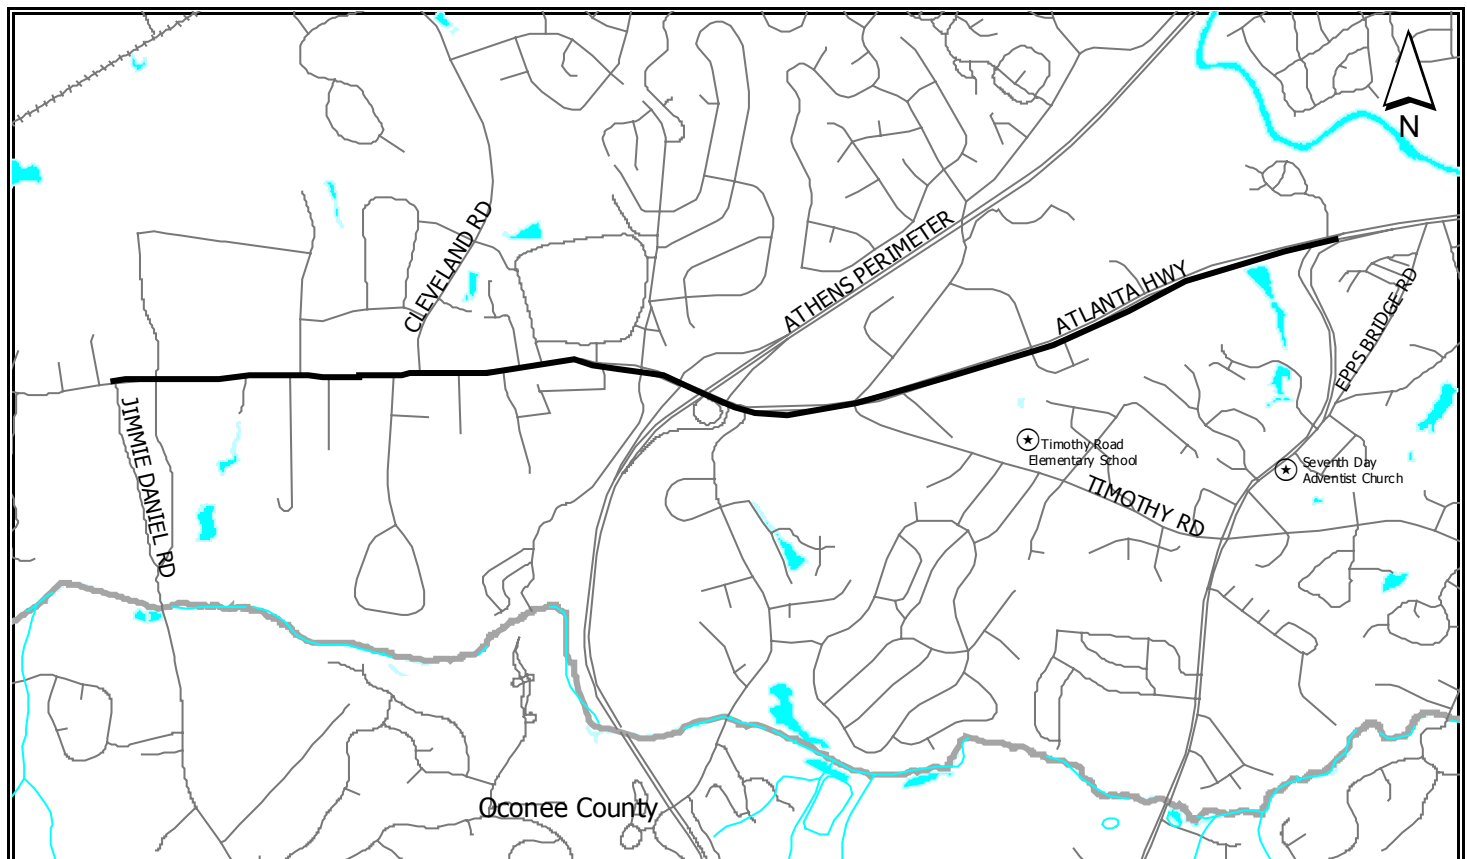 N
CLEVELAND RD
ATHENS PERIMETER
ATLANTA HWY
EPPS BRIDGE RD
JIMMIE DANIEL RD
Timothy Road
Elementary School
Seventh Day
Adventist Church
TIMOTHY RD
Oconee County